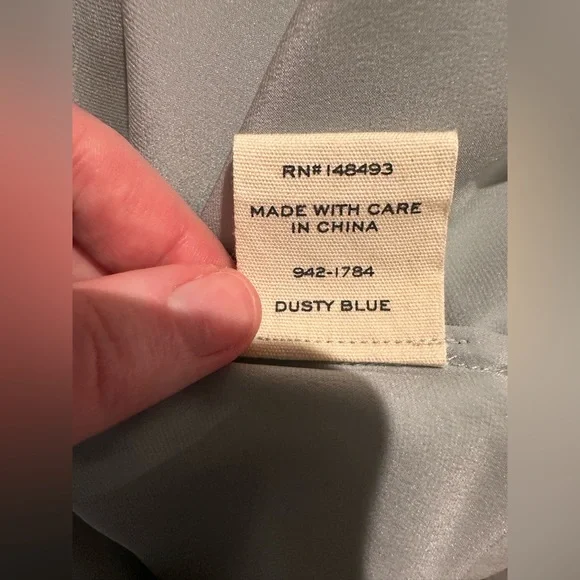 RN# 148493
MADE WITH CARE
IN CHINA
942-1784
DUSTY BLUE